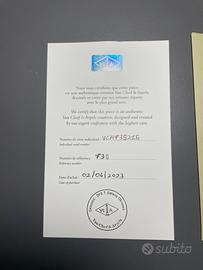 Nous certifions que cette pièce
est une authentique création Van Cleef & Arpels,
dessinée et créée par nos artisans experts
avec le plus grand soin.
We certify that this piece is an authentic
Van Cleef & Arpels creation, designed and created
by our expert craftsmen with the highest care.
Numéro de série individuel:
Individual serial number
Numéro de référence:
Reference number
Date d'achat: 02/06/2023
Date of purchase
Van Cleef & Arpels
subito